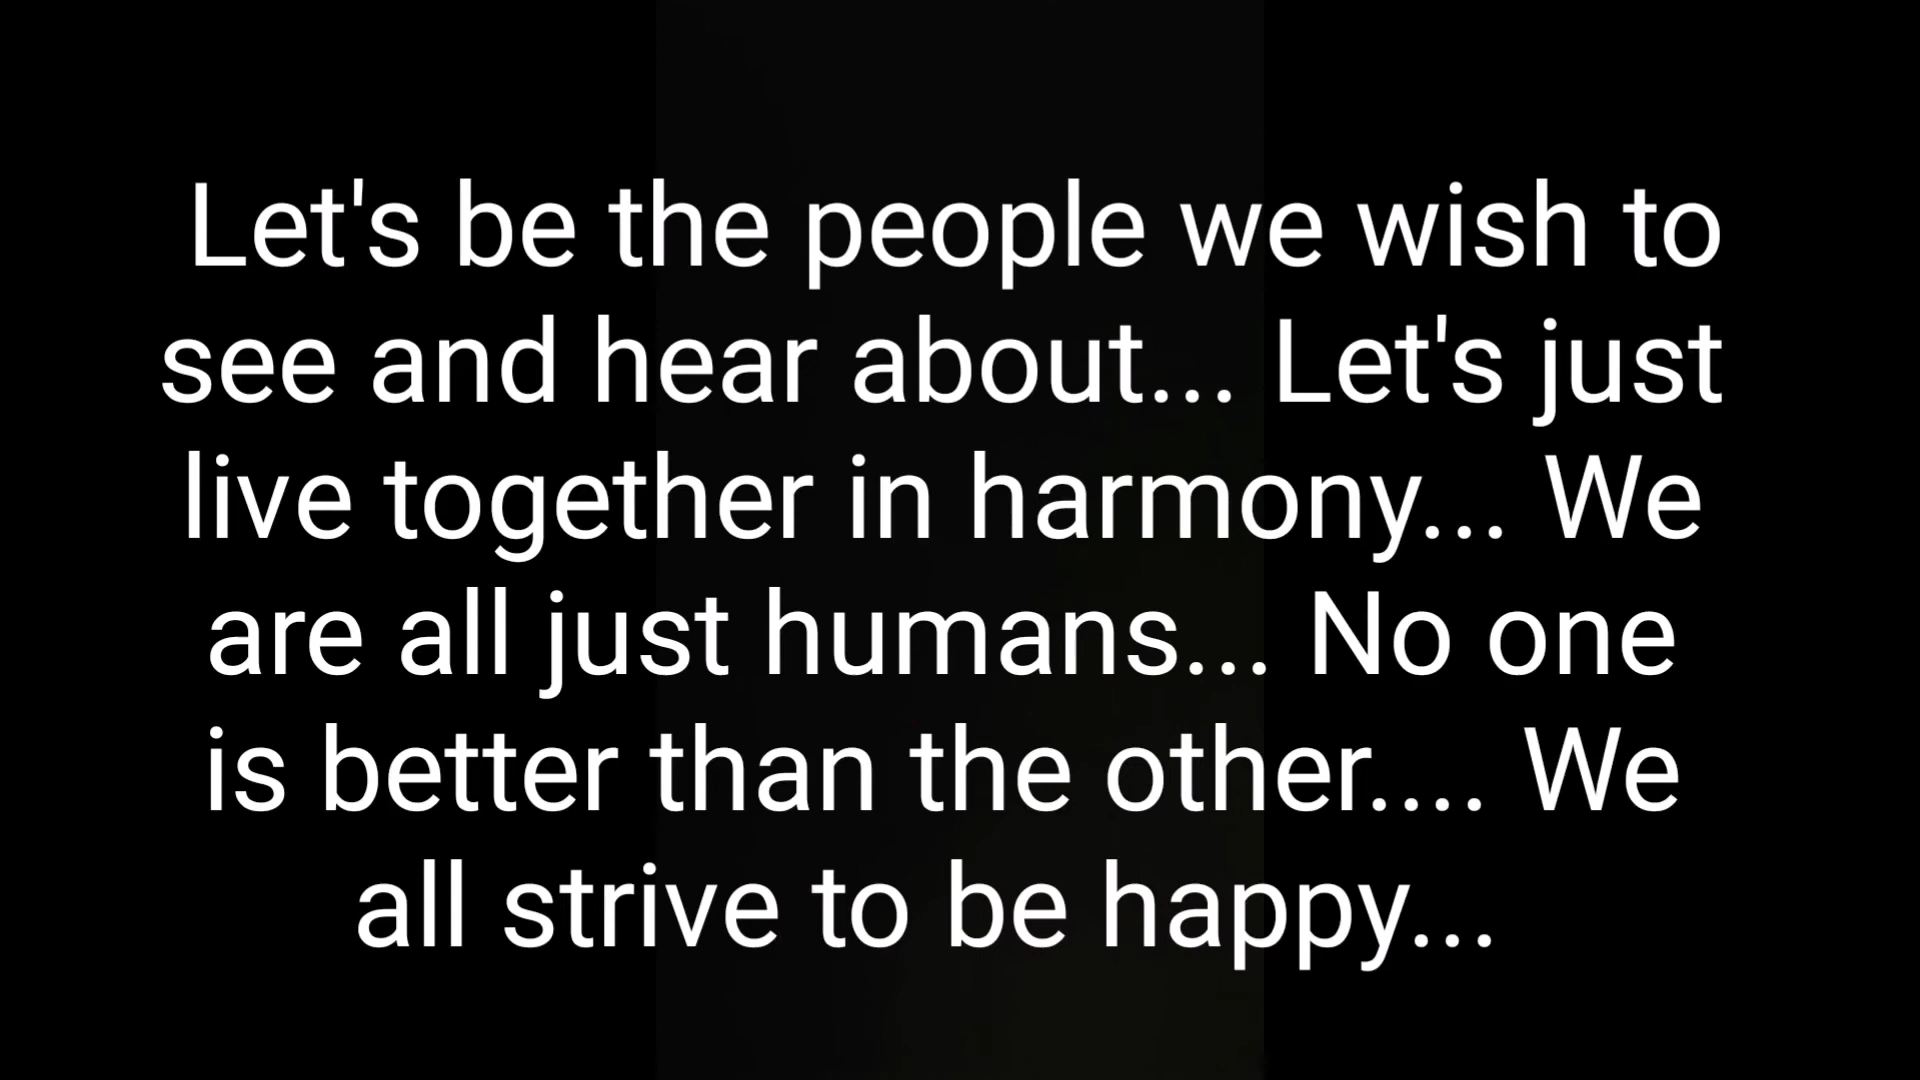 Let's be the people we wish to
see and hear about... Let's just
live together in harmony... We
are all just humans... No one
is better than the other.... We
all strive to be happy...